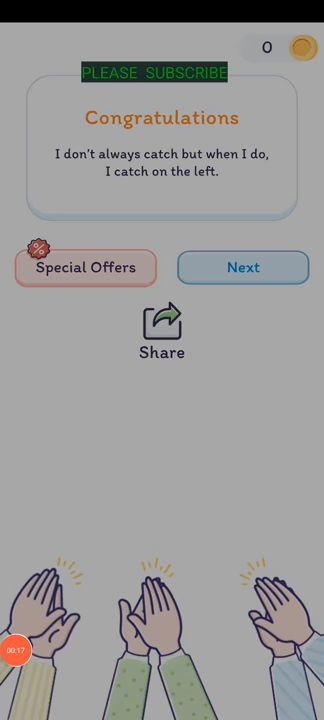 0
PLEASE SUBSCRIBE
Congratulations
I don't always catch but when I do,
I catch on the left.
%
Special Offers
Next
Share
00:17